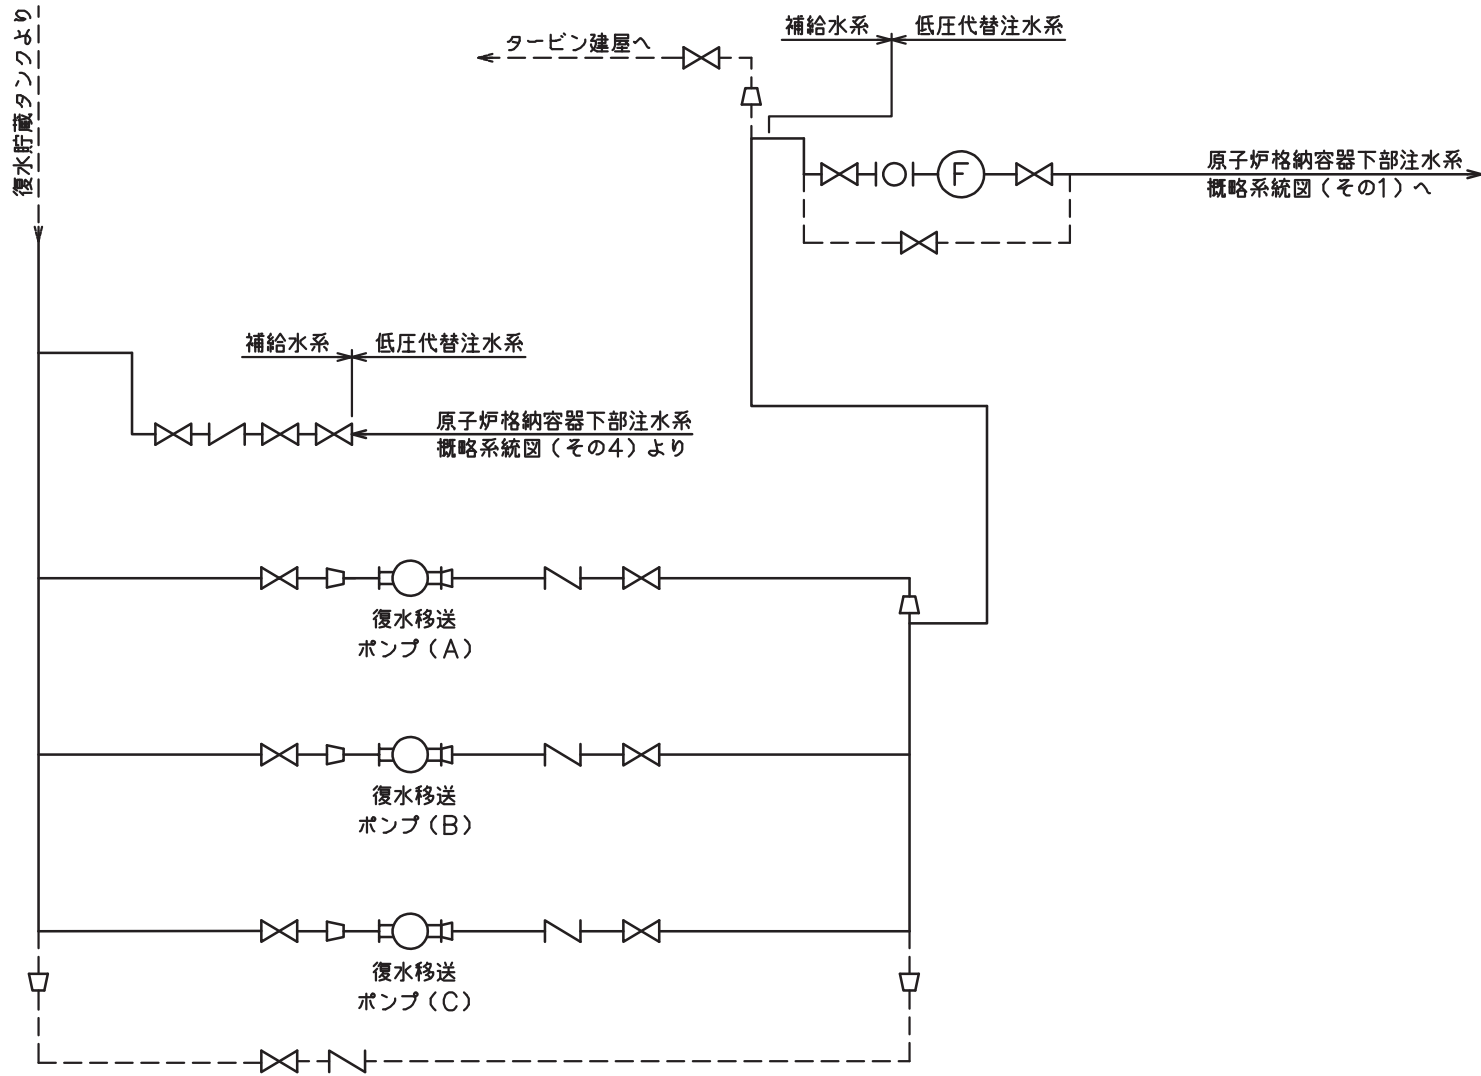 復水貯蔵タンクより
タービン建屋へ
補給水系
低圧代替注水系
F
原子炉格納容器下部注水系
概略系統図(その1)へ
補給水系
低圧代替注水系
原子炉格納容器下部注水系
概略系統図(その4)より
復水移送
ポンプ(A)
復水移送
ポンプ(B)
復水移送
ポンプ(C)